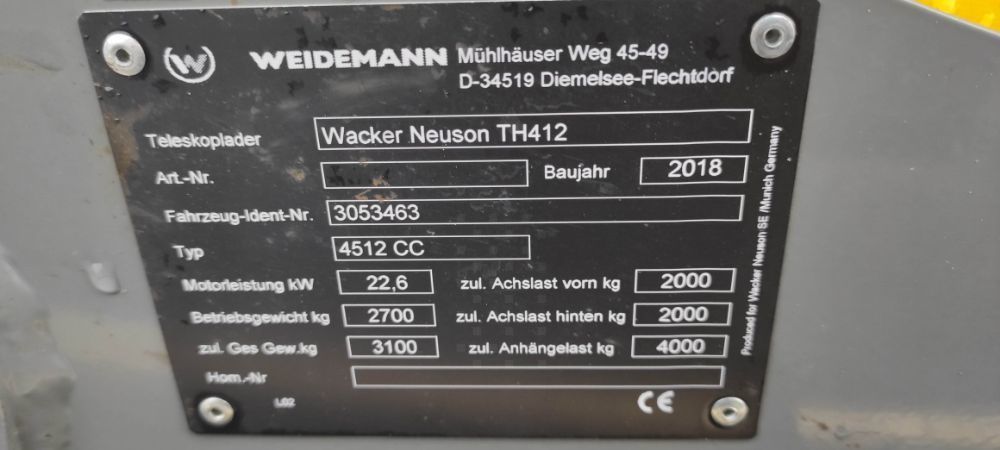 WEIDEMANN Mühlhäuser Weg 45-49
D-34519 Diemelsee-Flechtdorf
Teleskoplader Wacker Neuson TH412
Art.-Nr. Baujahr 2018
Fahrzeug-Ident-Nr. 3053463
Typ 4512 CC
Motorleistung kW 22,6 zul. Achslast vorn kg 2000
Betriebsgewicht kg 2700 zul. Achslast hinten kg 2000
zul. Ges Gew.kg 3100 zul. Anhängelast kg 4000
Hom.-Nr
L02 CE
Produced for Wacker Neuson SE /Munich Germany